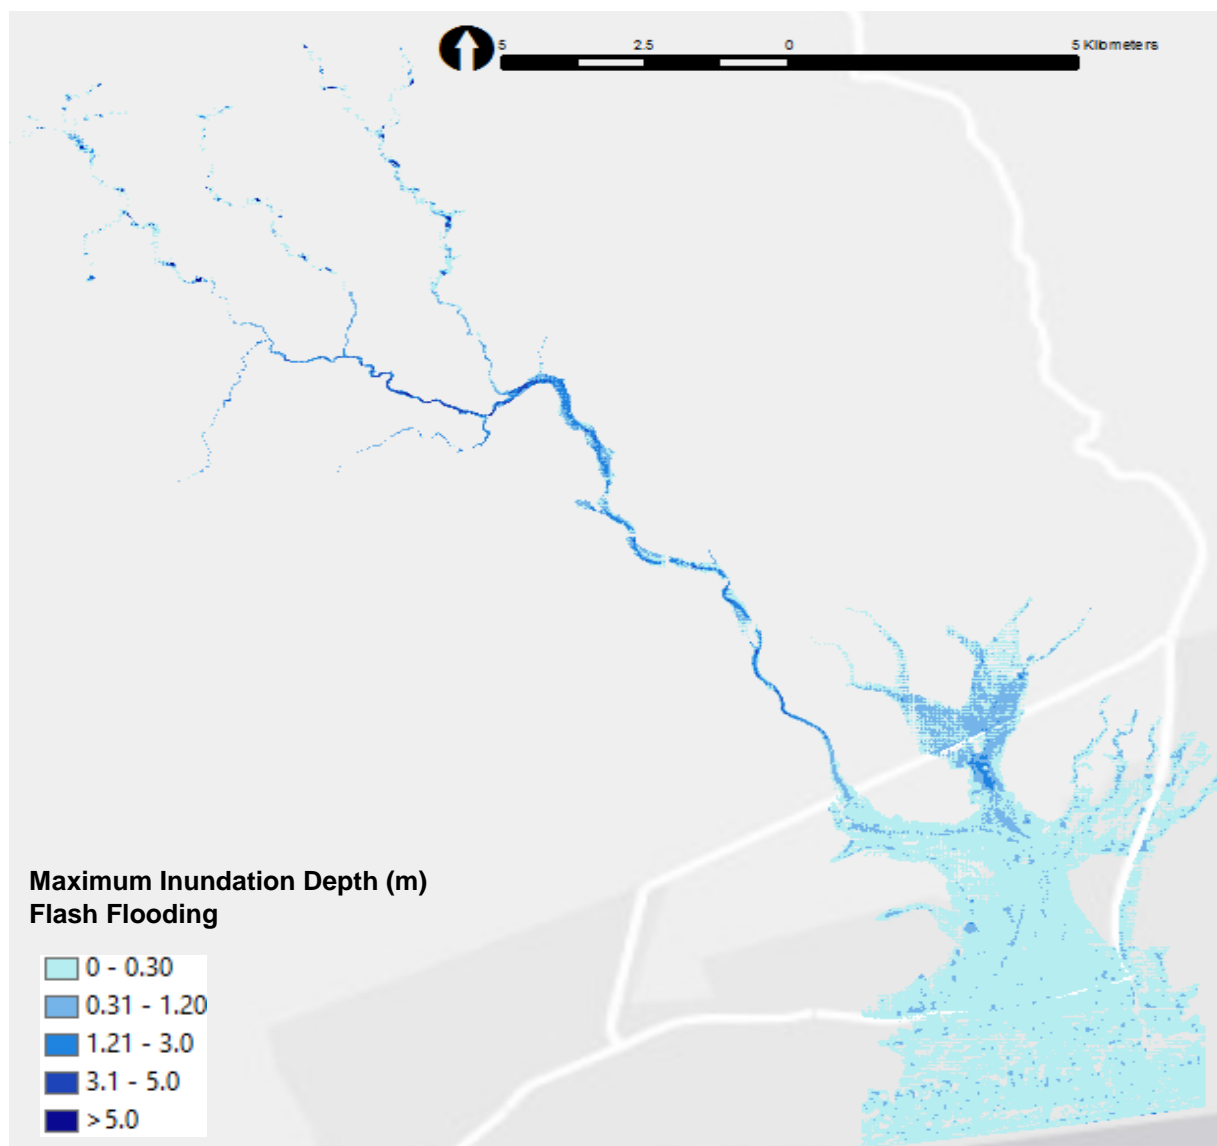 5 2.5 0 5 Kilometers
Maximum Inundation Depth (m)
Flash Flooding
0 - 0.30
0.31 - 1.20
1.21 - 3.0
3.1 - 5.0
>5.0